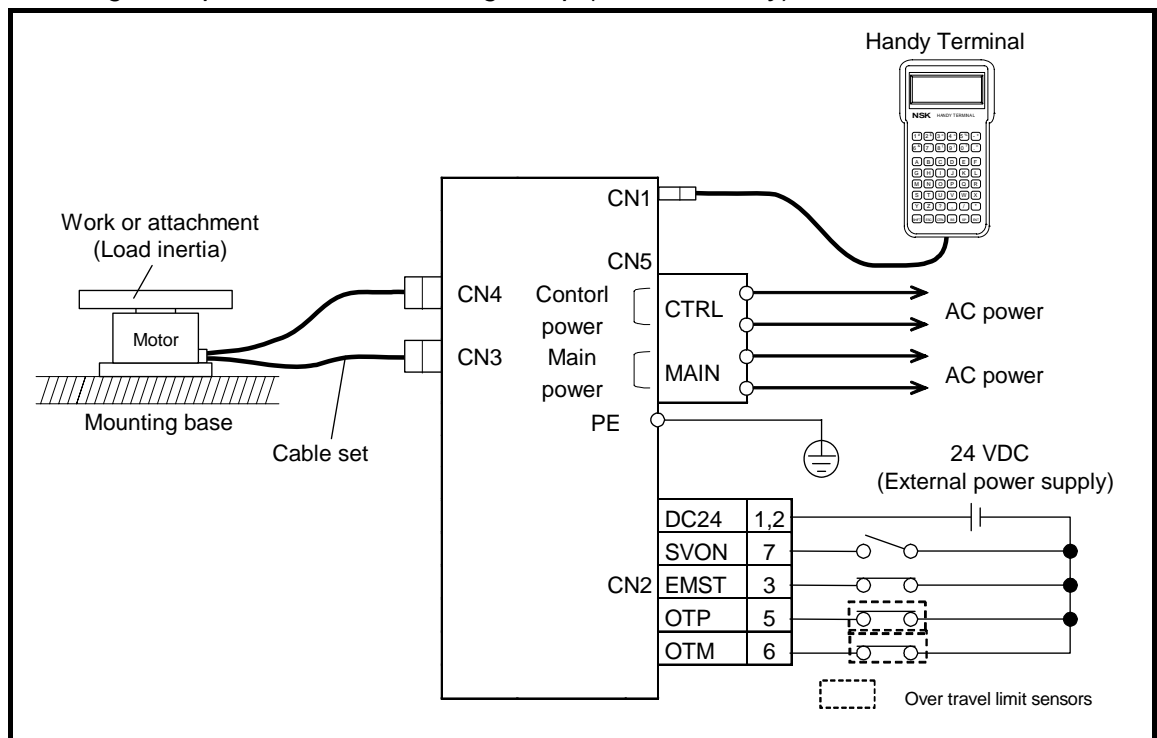 Handy Terminal
NSK HANDY TERMINAL
CN1
Work or attachment
(Load inertia)
CN5
CN4
Contorl
power
CTRL
AC power
Motor
CN3
Main
power
MAIN
AC power
Mounting base
PE
Cable set
24 VDC
(External power supply)
DC24 1,2
SVON 7
CN2 EMST 3
OTP 5
OTM 6
Over travel limit sensors